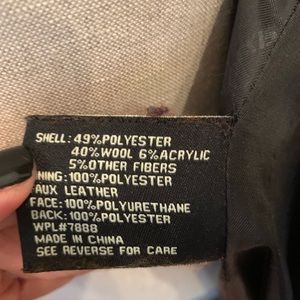 SHELL: 49%POLYESTER
40%WOOL 6%ACRYLIC
5%OTHER FIBERS
NING: 100%POLYESTER
AUX LEATHER
FACE: 100%POLYURETHANE
BACK: 100%POLYESTER
WPL#7888
MADE IN CHINA
SEE REVERSE FOR CARE